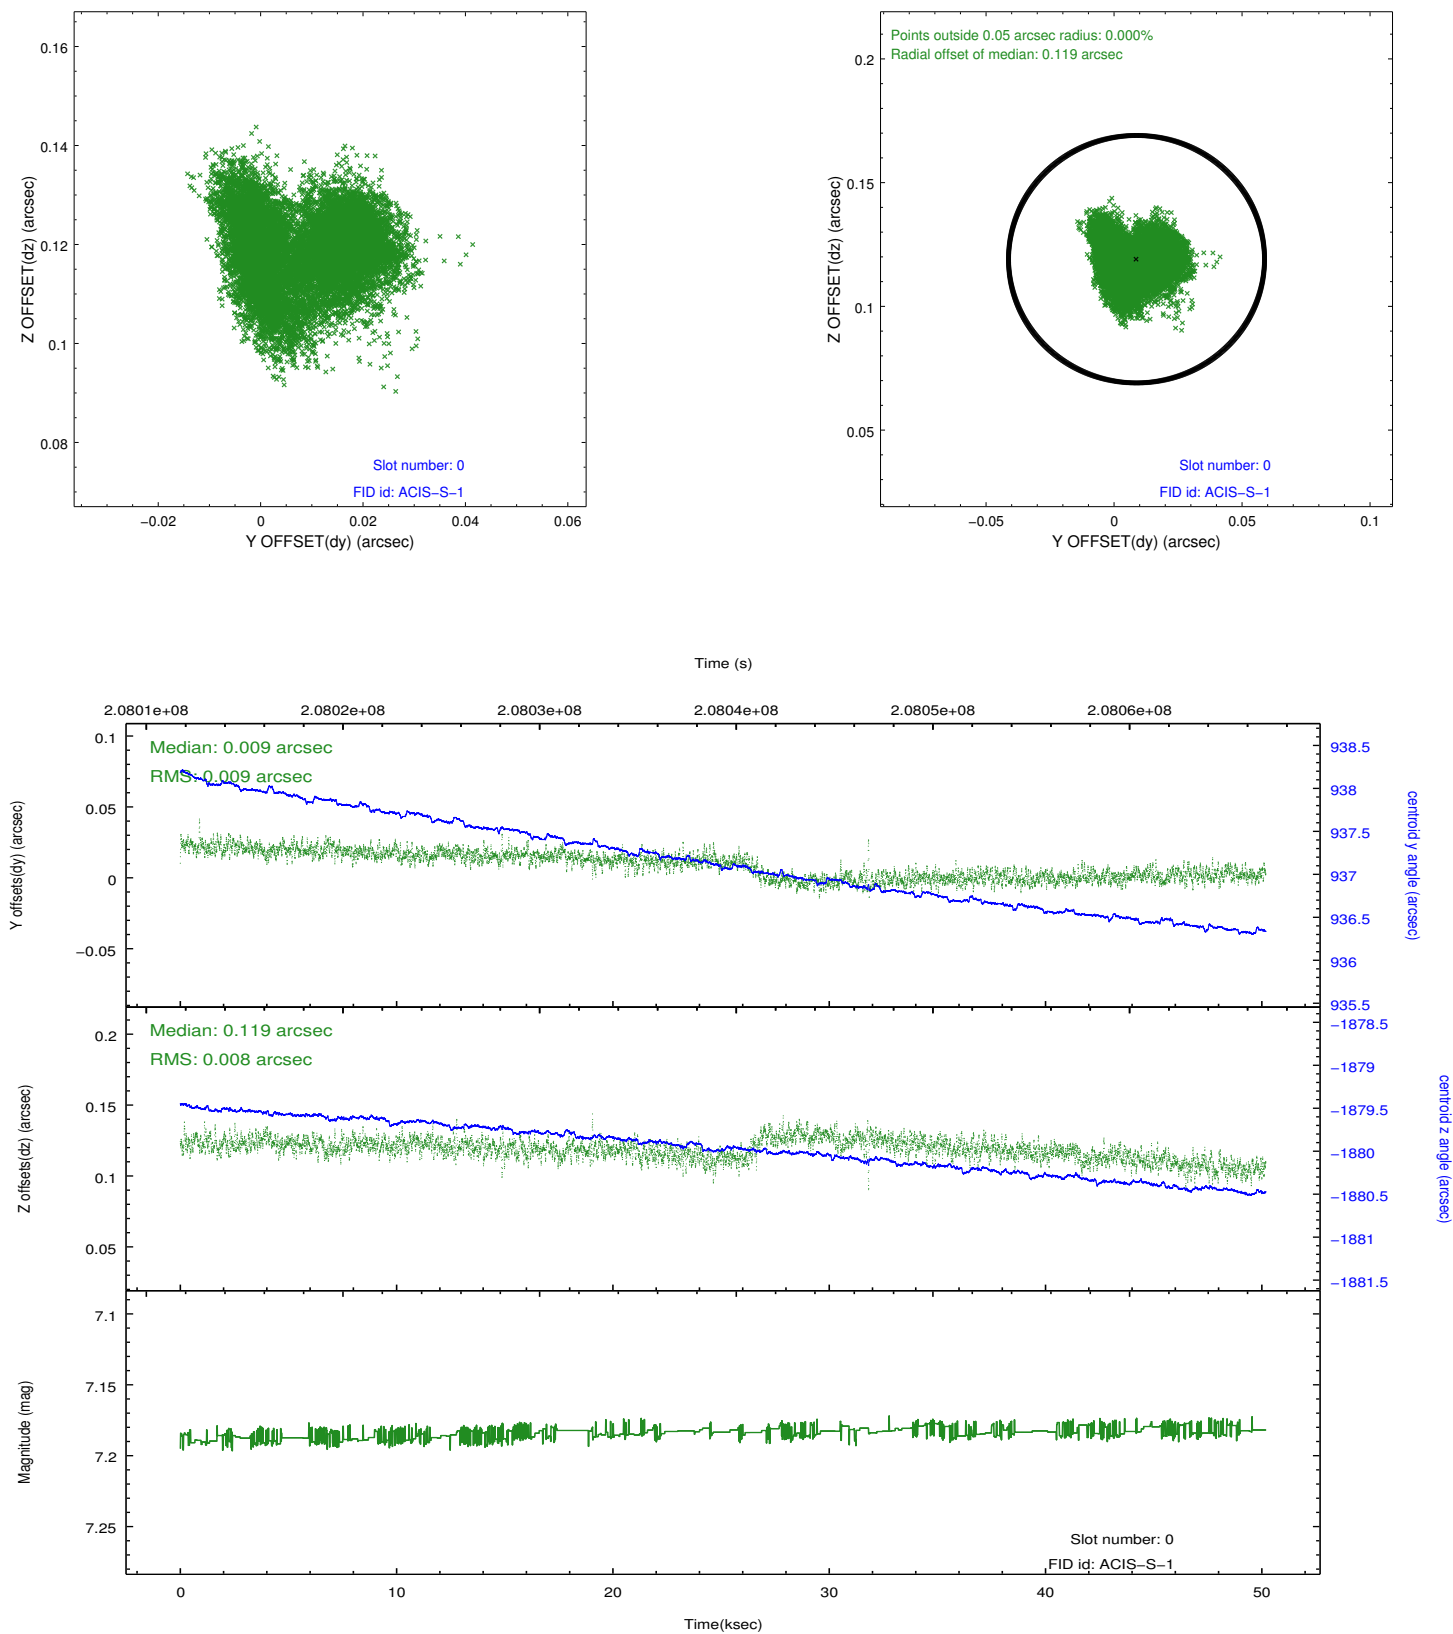 0.16
0.14
0.12
0.1
0.08
Z OFFSET(dz) (arcsec)
Slot number: 0
FID id: ACIS−S−1
−0.02 0 0.02 0.04 0.06
Y OFFSET(dy) (arcsec)
Points outside 0.05 arcsec radius: 0.000%
Radial offset of median: 0.119 arcsec
0.2
0.15
0.1
0.05
Z OFFSET(dz) (arcsec)
Slot number: 0
FID id: ACIS−S−1
−0.05 0 0.05 0.1
Y OFFSET(dy) (arcsec)
Time (s)
2.0801e+08 2.0802e+08 2.0803e+08 2.0804e+08 2.0805e+08 2.0806e+08
Median: 0.009 arcsec
RMS: 0.009 arcsec
0.1
0.05
0
−0.05
Y offsets(dy) (arcsec)
938.5
938
937.5
937
936.5
936
935.5
centroid y angle (arcsec)
Median: 0.119 arcsec
RMS: 0.008 arcsec
0.2
0.15
0.1
0.05
Z offsets(dz) (arcsec)
−1878.5
−1879
−1879.5
−1880
−1880.5
−1881
−1881.5
centroid z angle (arcsec)
7.1
7.15
7.2
7.25
Magnitude (mag)
Slot number: 0
FID id: ACIS−S−1
0 10 20 30 40 50
Time(ksec)